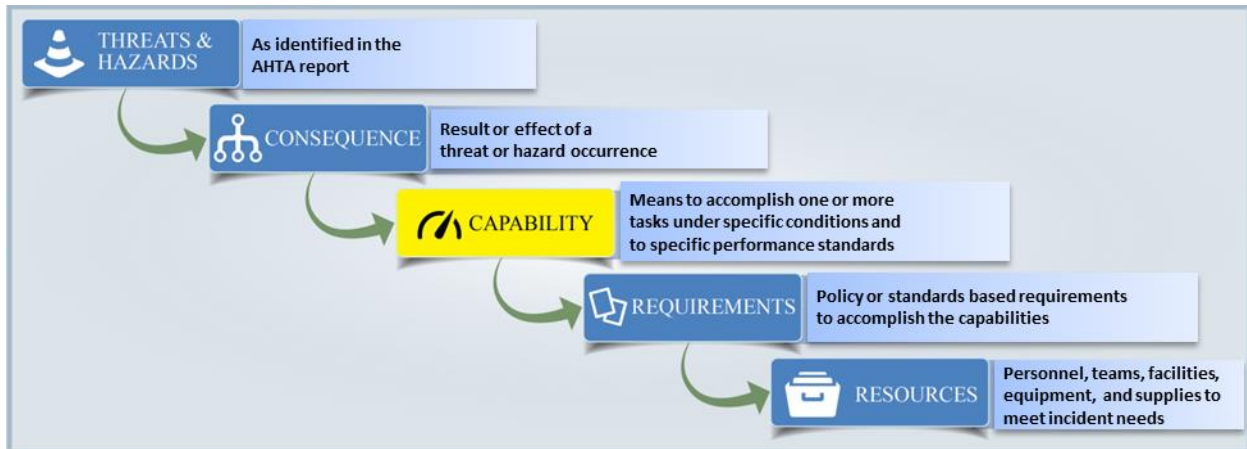 THREATS &
HAZARDS
As identified in the
AHTA report
CONSEQUENCE
Result or effect of a
threat or hazard occurrence
CAPABILITY
Means to accomplish one or more
tasks under specific conditions and
to specific performance standards
REQUIREMENTS
Policy or standards based requirements
to accomplish the capabilities
RESOURCES
Personnel, teams, facilities,
equipment, and supplies to
meet incident needs